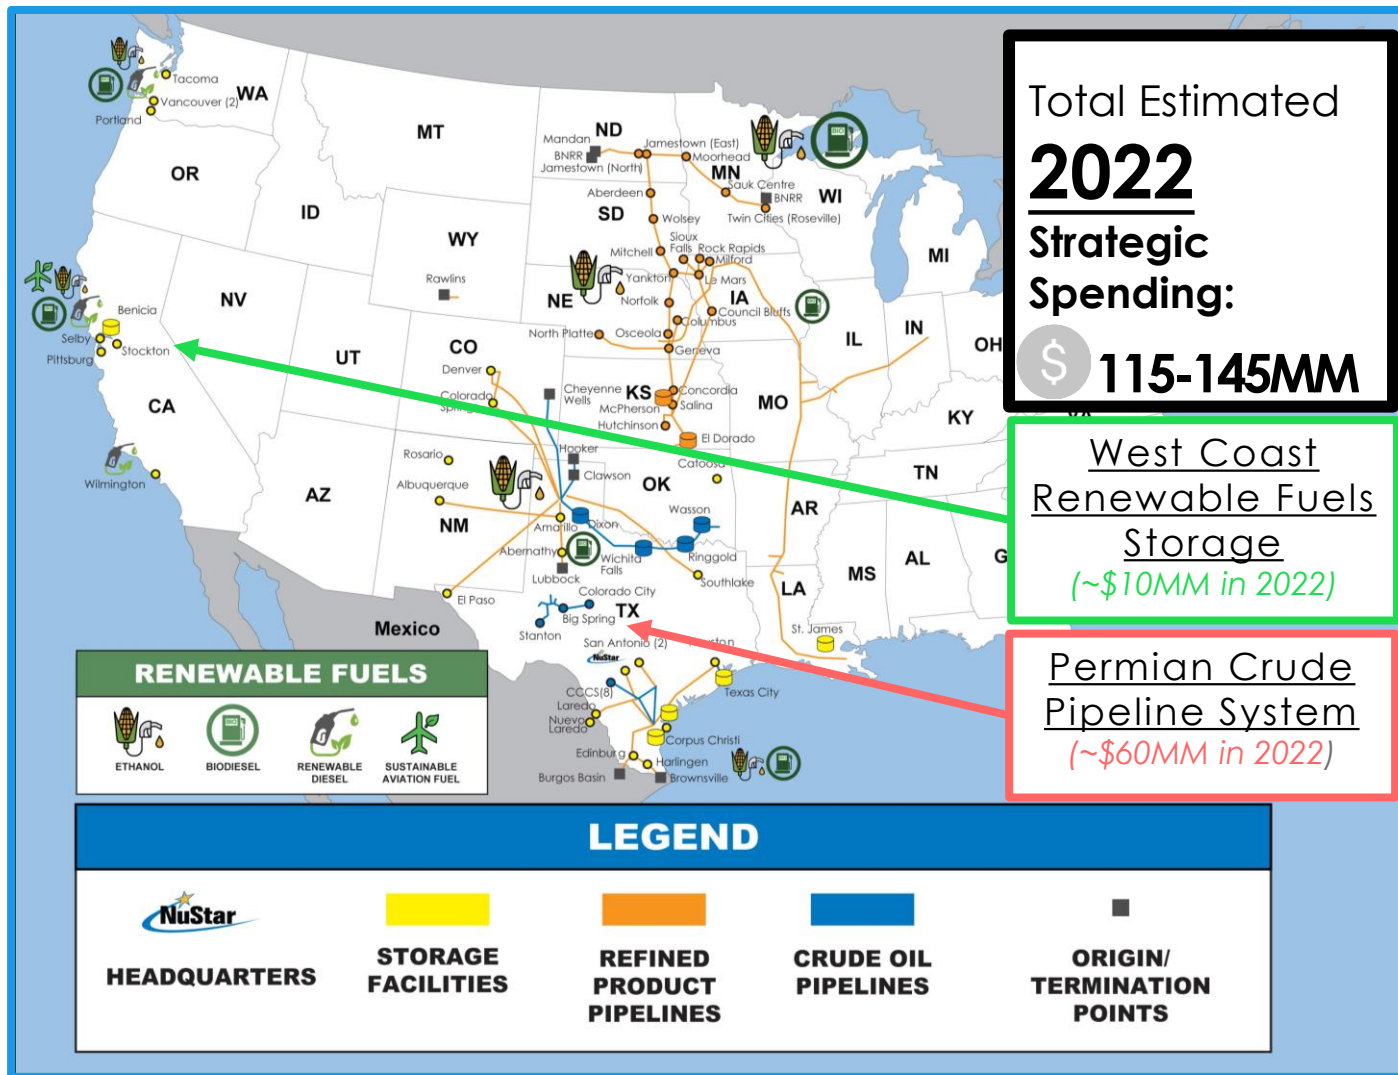 Tacoma
WA
Vancouver (2)
Portland
OR
MT
ID
WY
Rawlins
NV
UT
CO
CA
AZ
NM
Benicia
Selby
Stockton
Pittsburg
Wilmington
Mandan
ND
BNRR
Jamestown (East)
Jamestown (North)
Moorhead
MN
Sauk Centre
BNRR
WI
Twin Cities (Roseville)
Aberdeen
SD
Wolsey
Mitchell
Sioux
Falls
Rock Rapids
Milford
Yankton
Le Mars
NE
Norfolk
IA
Council Bluffs
Columbus
North Platte
Osceola
Geneva
MI
IL
IN
OH
Denver
Colorado
Cheyenne
Wells
KS
Concordia
McPherson
Salina
Hutchinson
El Dorado
MO
KY
Rosario
Albuquerque
Hooker
Clawson
Catoosa
OK
TN
AR
Wasson
Amarillo
Dixon
Abernathy
Wichita
Falls
Ringgold
Lubbock
Southlake
El Paso
Colorado City
Big Spring
TX
Stanton
MS
AL
G
LA
St. James
Mexico
San Antonio (2)
NuStar
CCCS(8)
Laredo
Nuevo
Laredo
Texas City
Corpus Christi
Edinburg
Harlingen
Burgos Basin
Brownsville
Total Estimated
2022
Strategic
Spending:
$ 115-145MM
West Coast
Renewable Fuels
Storage
(~$10MM in 2022)
Permian Crude
Pipeline System
(~$60MM in 2022)
RENEWABLE FUELS
BIO
ETHANOL
BIODIESEL
RENEWABLE
DIESEL
SUSTAINABLE
AVIATION FUEL
LEGEND
NuStar
HEADQUARTERS
STORAGE
FACILITIES
REFINED
PRODUCT
PIPELINES
CRUDE OIL
PIPELINES
ORIGIN/
TERMINATION
POINTS